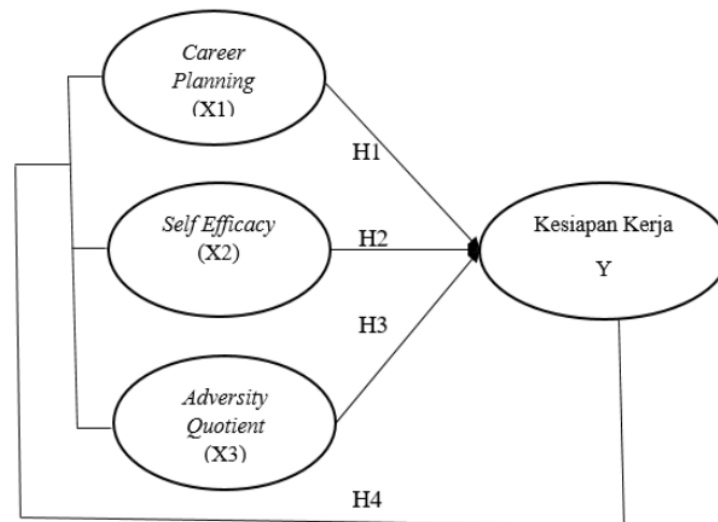 Career
Planning
(X1)
H1
Self Efficacy
(X2)
H2
Kesiapan Kerja
Y
H3
Adversity
Quotient
(X3)
H4